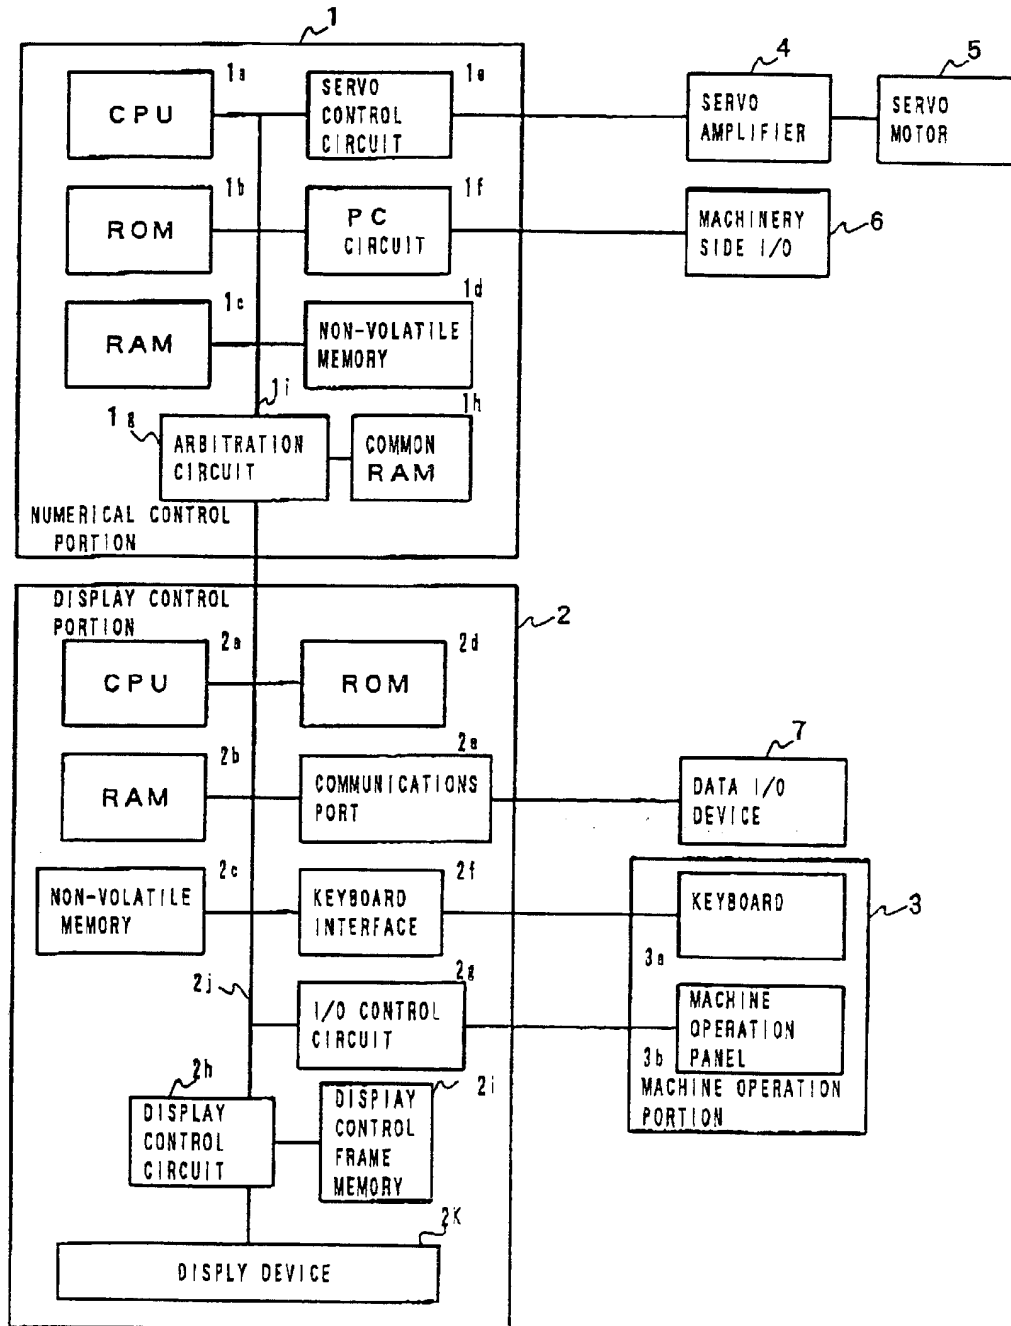 1
1a
CPU
1e
SERVO
CONTROL
CIRCUIT
4
SERVO
AMPLIFIER
5
SERVO
MOTOR
1b
ROM
1f
PC
CIRCUIT
MACHINERY
SIDE I/O
6
1c
RAM
1d
NON-VOLATILE
MEMORY
1i
1g
ARBITRATION
CIRCUIT
1h
COMMON
RAM
NUMERICAL CONTROL
PORTION
DISPLAY CONTROL
PORTION
2
2a
CPU
2d
ROM
2b
RAM
2e
COMMUNICATIONS
PORT
7
DATA I/O
DEVICE
2c
NON-VOLATILE
MEMORY
2f
KEYBOARD
INTERFACE
KEYBOARD
3
3a
2j
2g
I/O CONTROL
CIRCUIT
MACHINE
OPERATION
PANEL
3b
MACHINE OPERATION
PORTION
2h
DISPLAY
CONTROL
CIRCUIT
2i
DISPLAY
CONTROL
FRAME
MEMORY
2K
DISPLY DEVICE